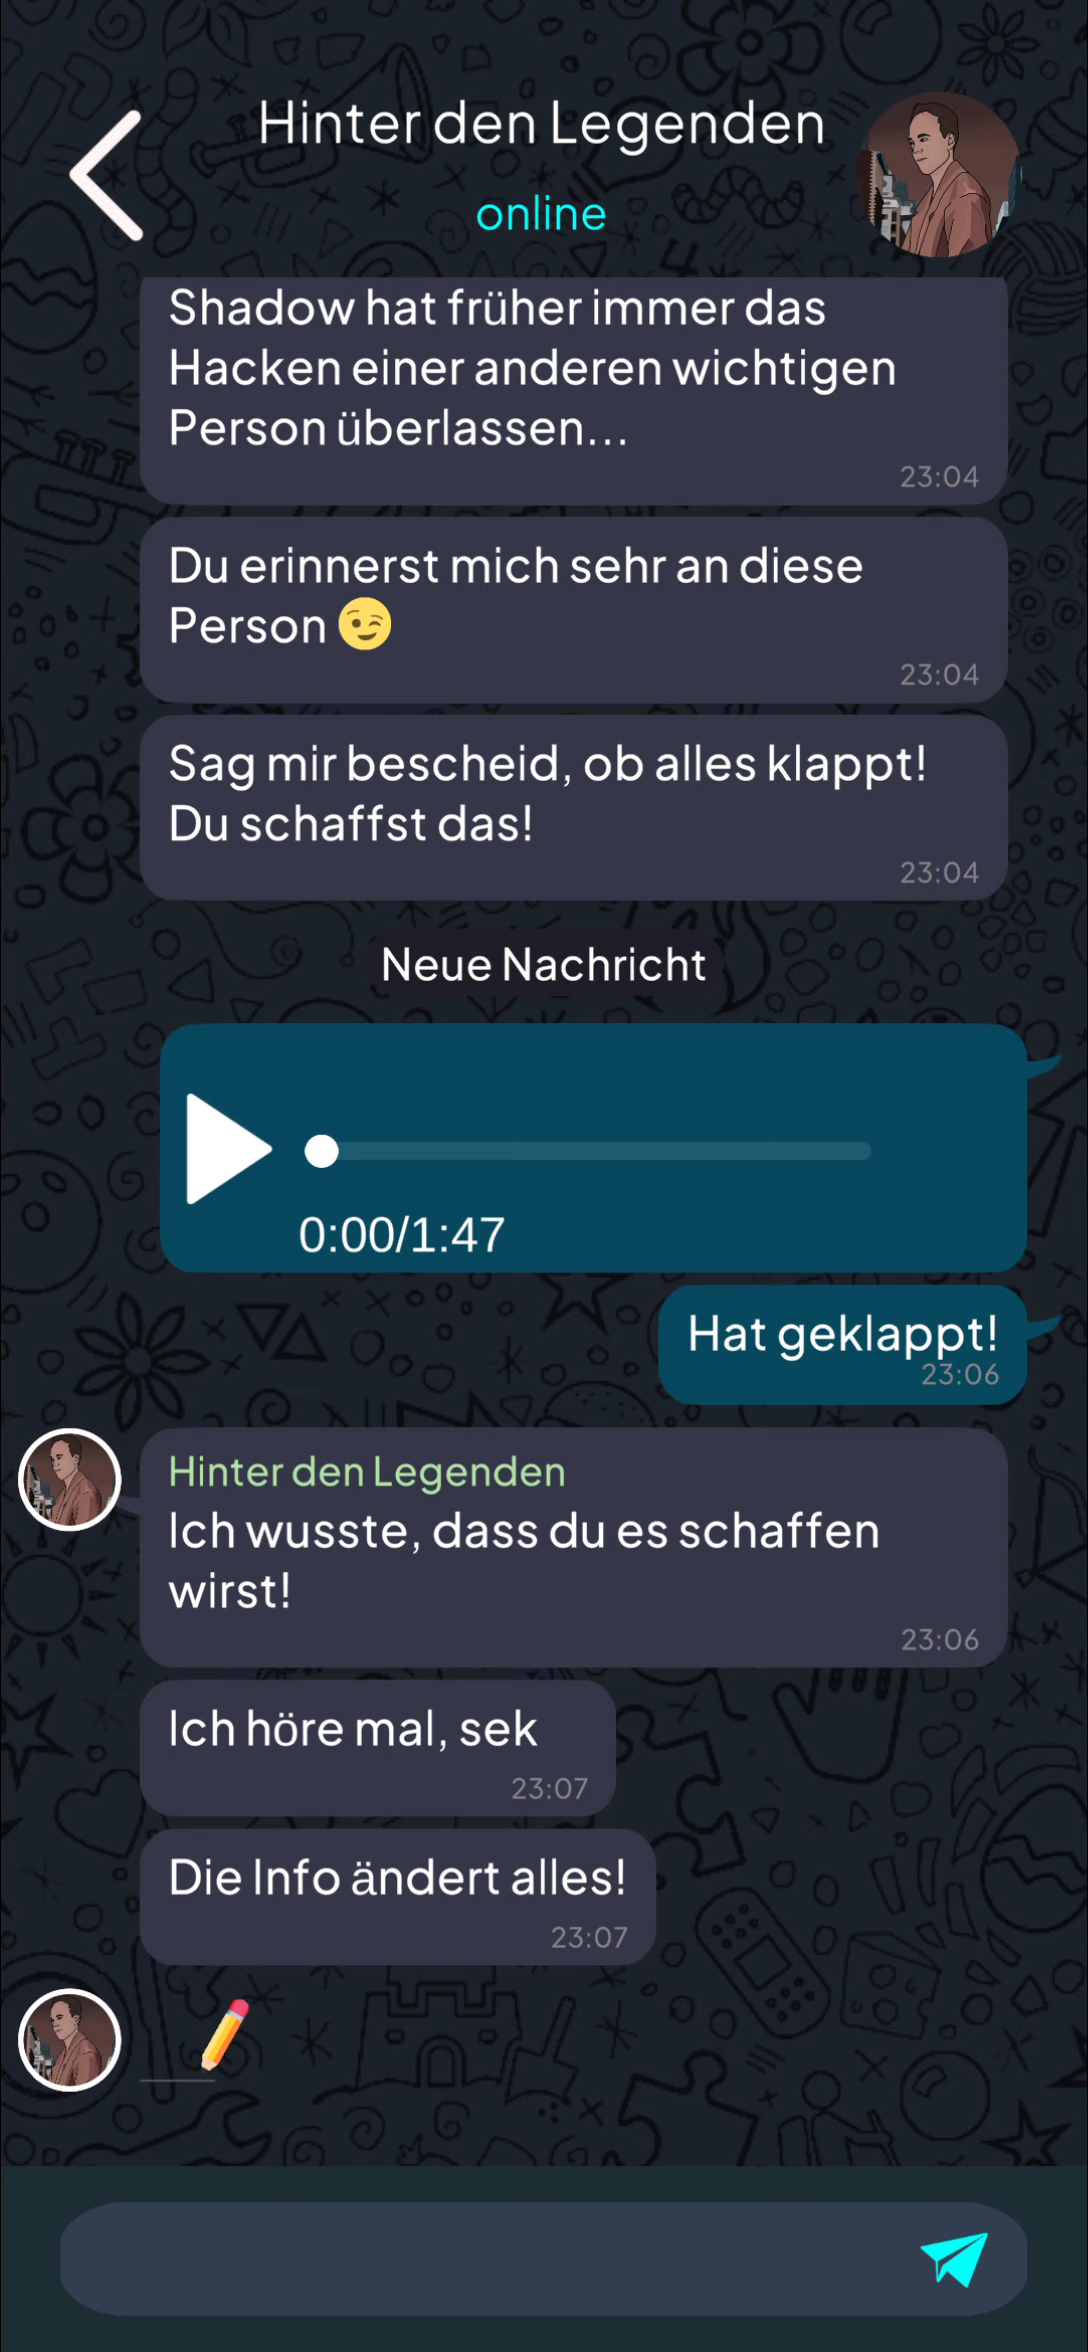 Hinter den Legenden
online
Shadow hat früher immer das
Hacken einer anderen wichtigen
Person überlassen...
23:04
Du erinnerst mich sehr an diese
Person 😉
23:04
Sag mir bescheid, ob alles klappt!
Du schaffst das!
23:04
Neue Nachricht
0:00/1:47
Hat geklappt!
23:06
Hinter den Legenden
Ich wusste, dass du es schaffen
wirst!
23:06
Ich höre mal, sek
23:07
Die Info ändert alles!
23:07